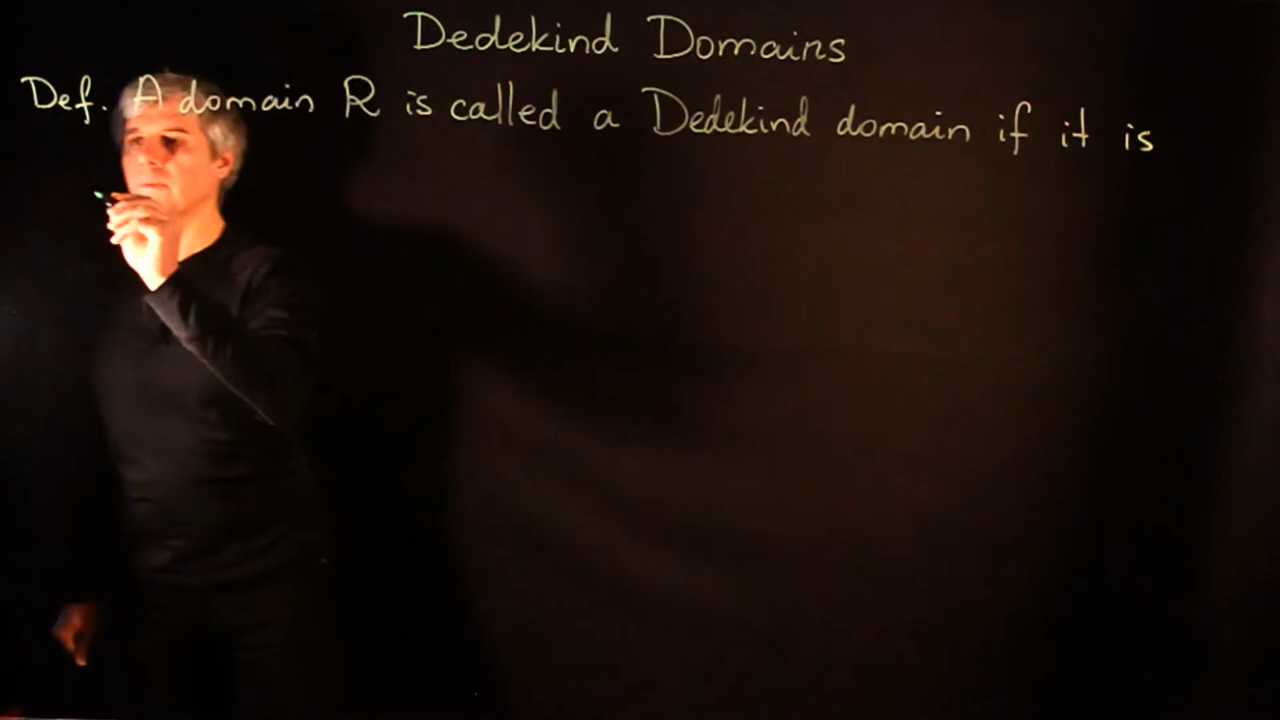 Dedekind Domains
Def. A domain R is called a Dedekind domain if it is